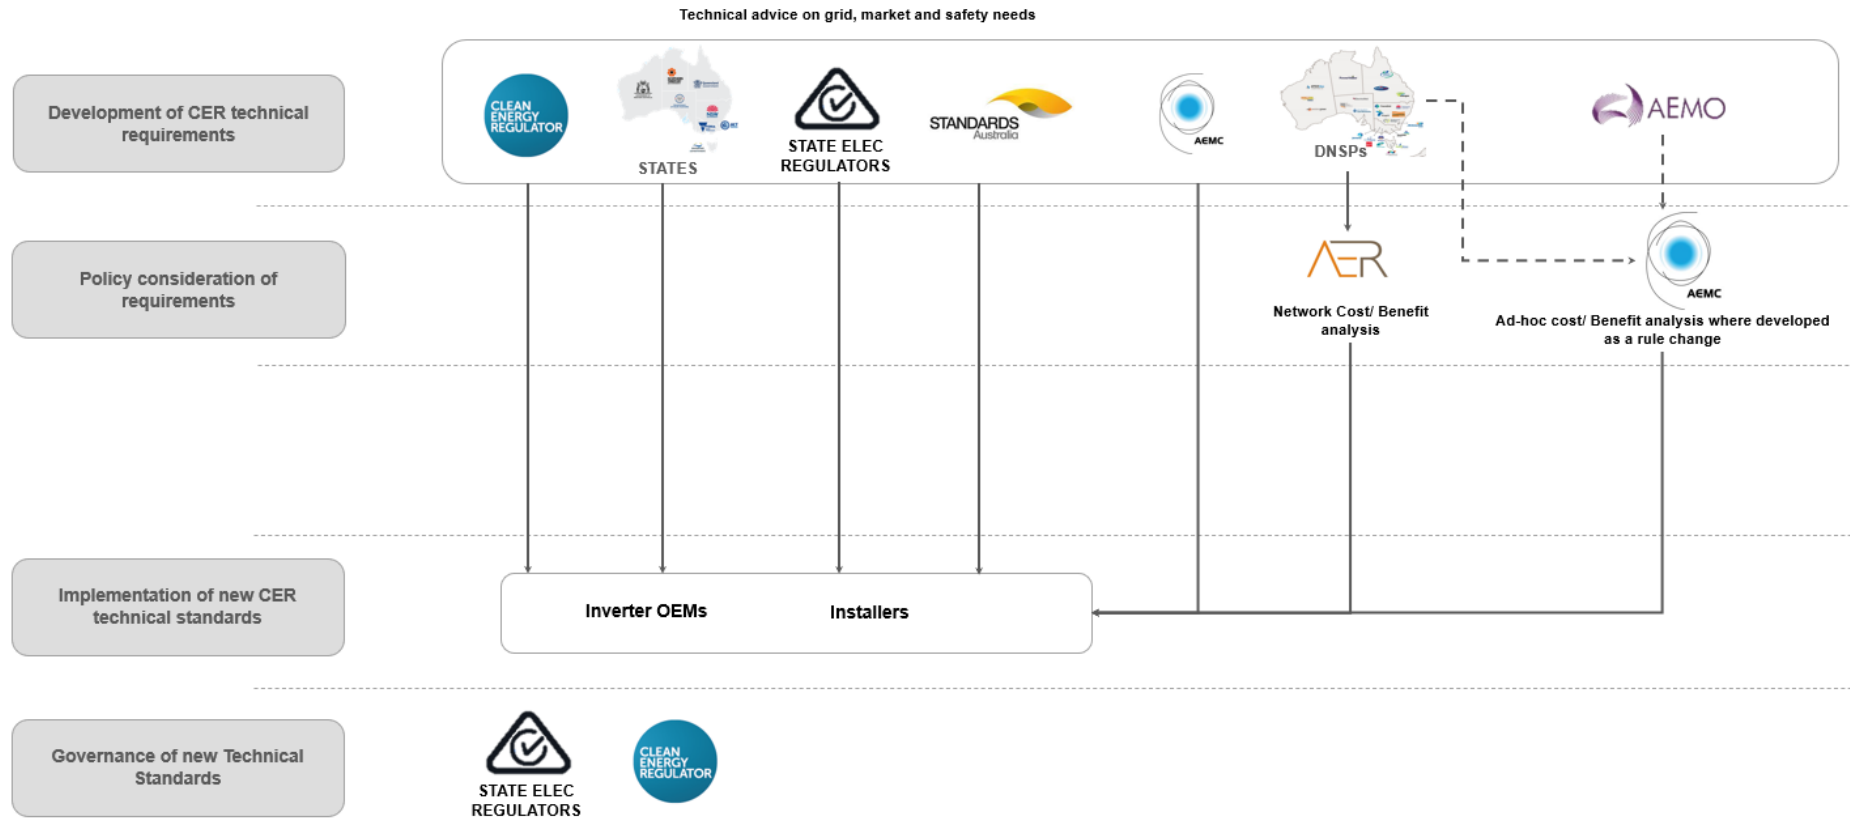 Technical advice on grid, market and safety needs
Development of CER technical
requirements
CLEAN
ENERGY
REGULATOR
STATES
STATE ELEC
REGULATORS
STANDARDS
Australia
AEMC
DNSPs
AEMO
Policy consideration of
requirements
AER
Network Cost/ Benefit
analysis
AEMC
Ad-hoc cost/ Benefit analysis where developed
as a rule change
Implementation of new CER
technical standards
Inverter OEMs
Installers
Governance of new Technical
Standards
STATE ELEC
REGULATORS
CLEAN
ENERGY
REGULATOR